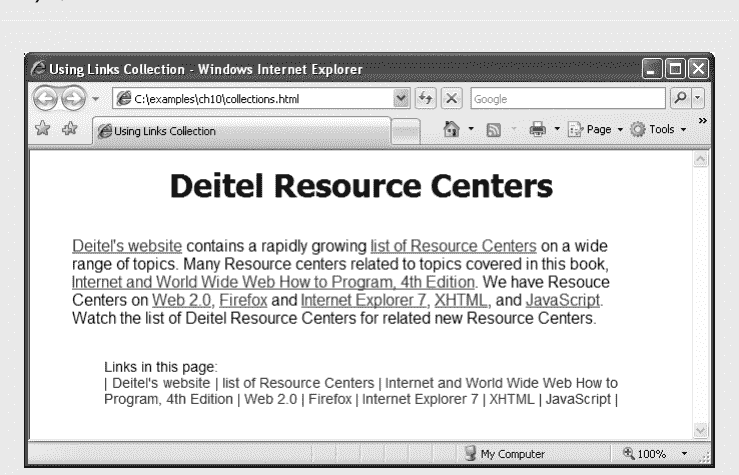 Using Links Collection - Windows Internet Explorer
C:\examples\ch10\collections.html
Google
Using Links Collection
Page
Tools
»
Deitel Resource Centers
Deitel's website contains a rapidly growing list of Resource Centers on a wide
range of topics. Many Resource centers related to topics covered in this book,
Internet and World Wide Web How to Program, 4th Edition. We have Resouce
Centers on Web 2.0, Firefox and Internet Explorer 7, XHTML, and JavaScript.
Watch the list of Deitel Resource Centers for related new Resource Centers.
Links in this page:
| Deitel's website | list of Resource Centers | Internet and World Wide Web How to
Program, 4th Edition | Web 2.0 | Firefox | Internet Explorer 7 | XHTML | JavaScript |
My Computer
100%